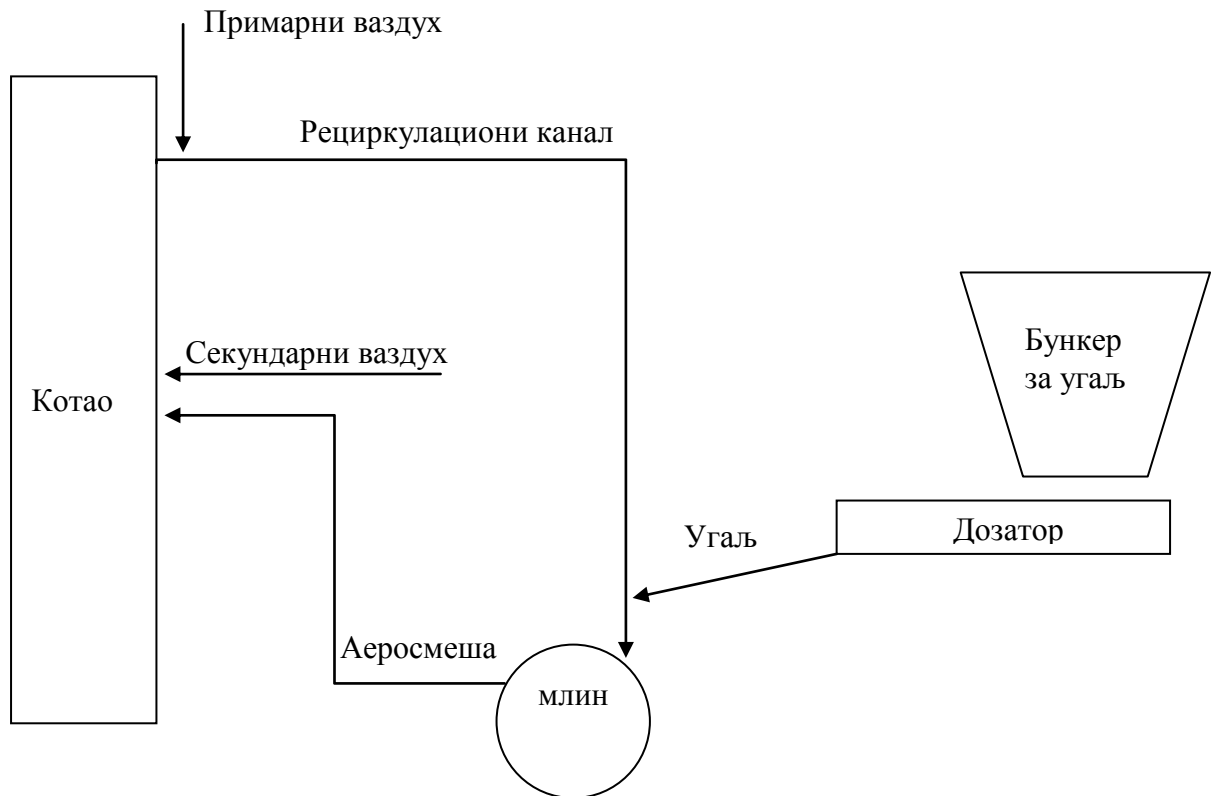 Примарни ваздух
Рециркулациони канал
Секундарни ваздух
Котао
Бункер
за угаљ
Угаљ
Дозатор
Аеросмеша
млин